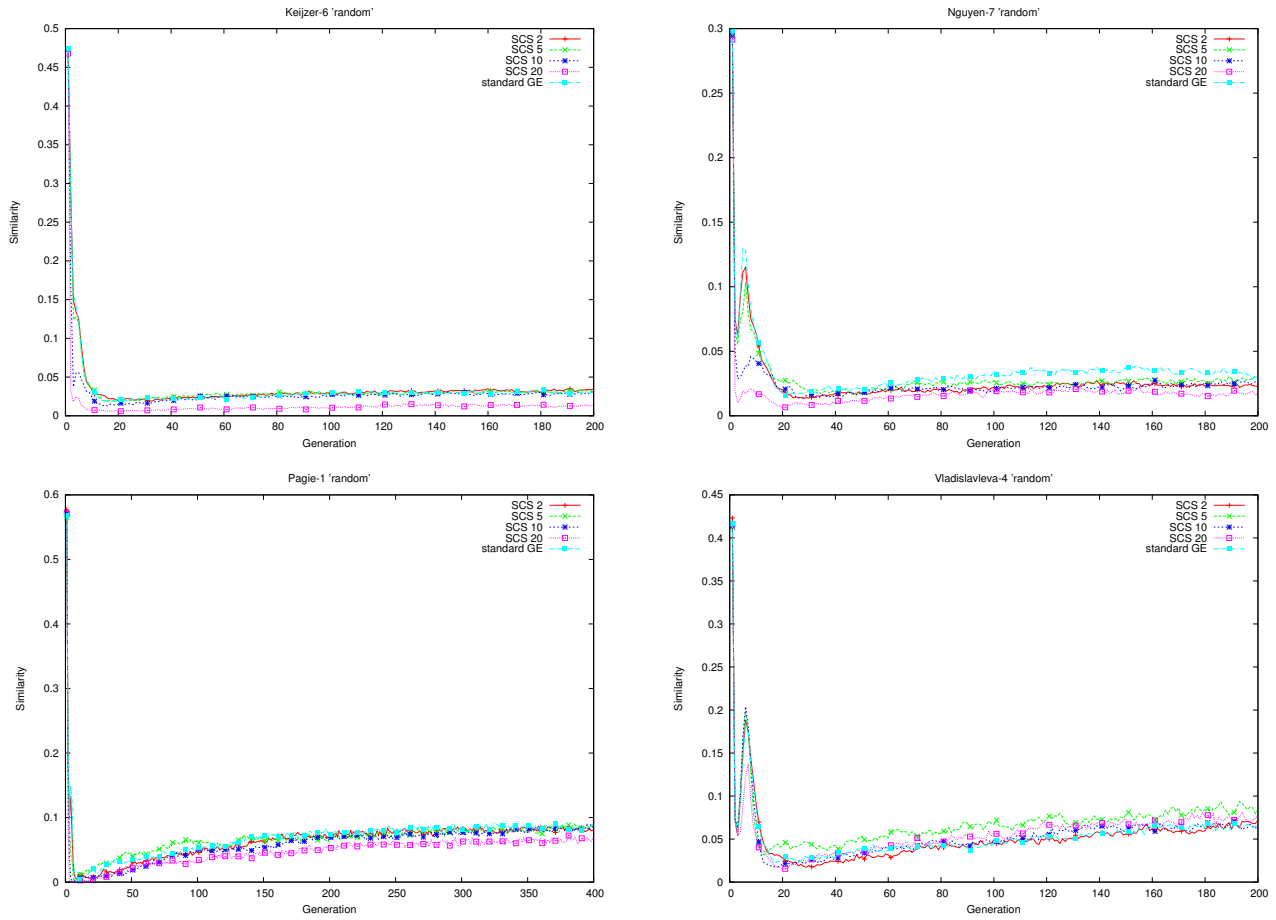 Keijzer-6 'random'
Similarity
0.5
0.45
0.4
0.35
0.3
0.25
0.2
0.15
0.1
0.05
0
SCS 2
SCS 5
SCS 10
SCS 20
standard GE
0 20 40 60 80 100 120 140 160 180 200
Generation
Nguyen-7 'random'
Similarity
0.3
0.25
0.2
0.15
0.1
0.05
0
SCS 2
SCS 5
SCS 10
SCS 20
standard GE
0 20 40 60 80 100 120 140 160 180 200
Generation
Pagie-1 'random'
Similarity
0.6
0.5
0.4
0.3
0.2
0.1
0
SCS 2
SCS 5
SCS 10
SCS 20
standard GE
0 50 100 150 200 250 300 350 400
Generation
Vladislavleva-4 'random'
Similarity
0.45
0.4
0.35
0.3
0.25
0.2
0.15
0.1
0.05
0
SCS 2
SCS 5
SCS 10
SCS 20
standard GE
0 20 40 60 80 100 120 140 160 180 200
Generation